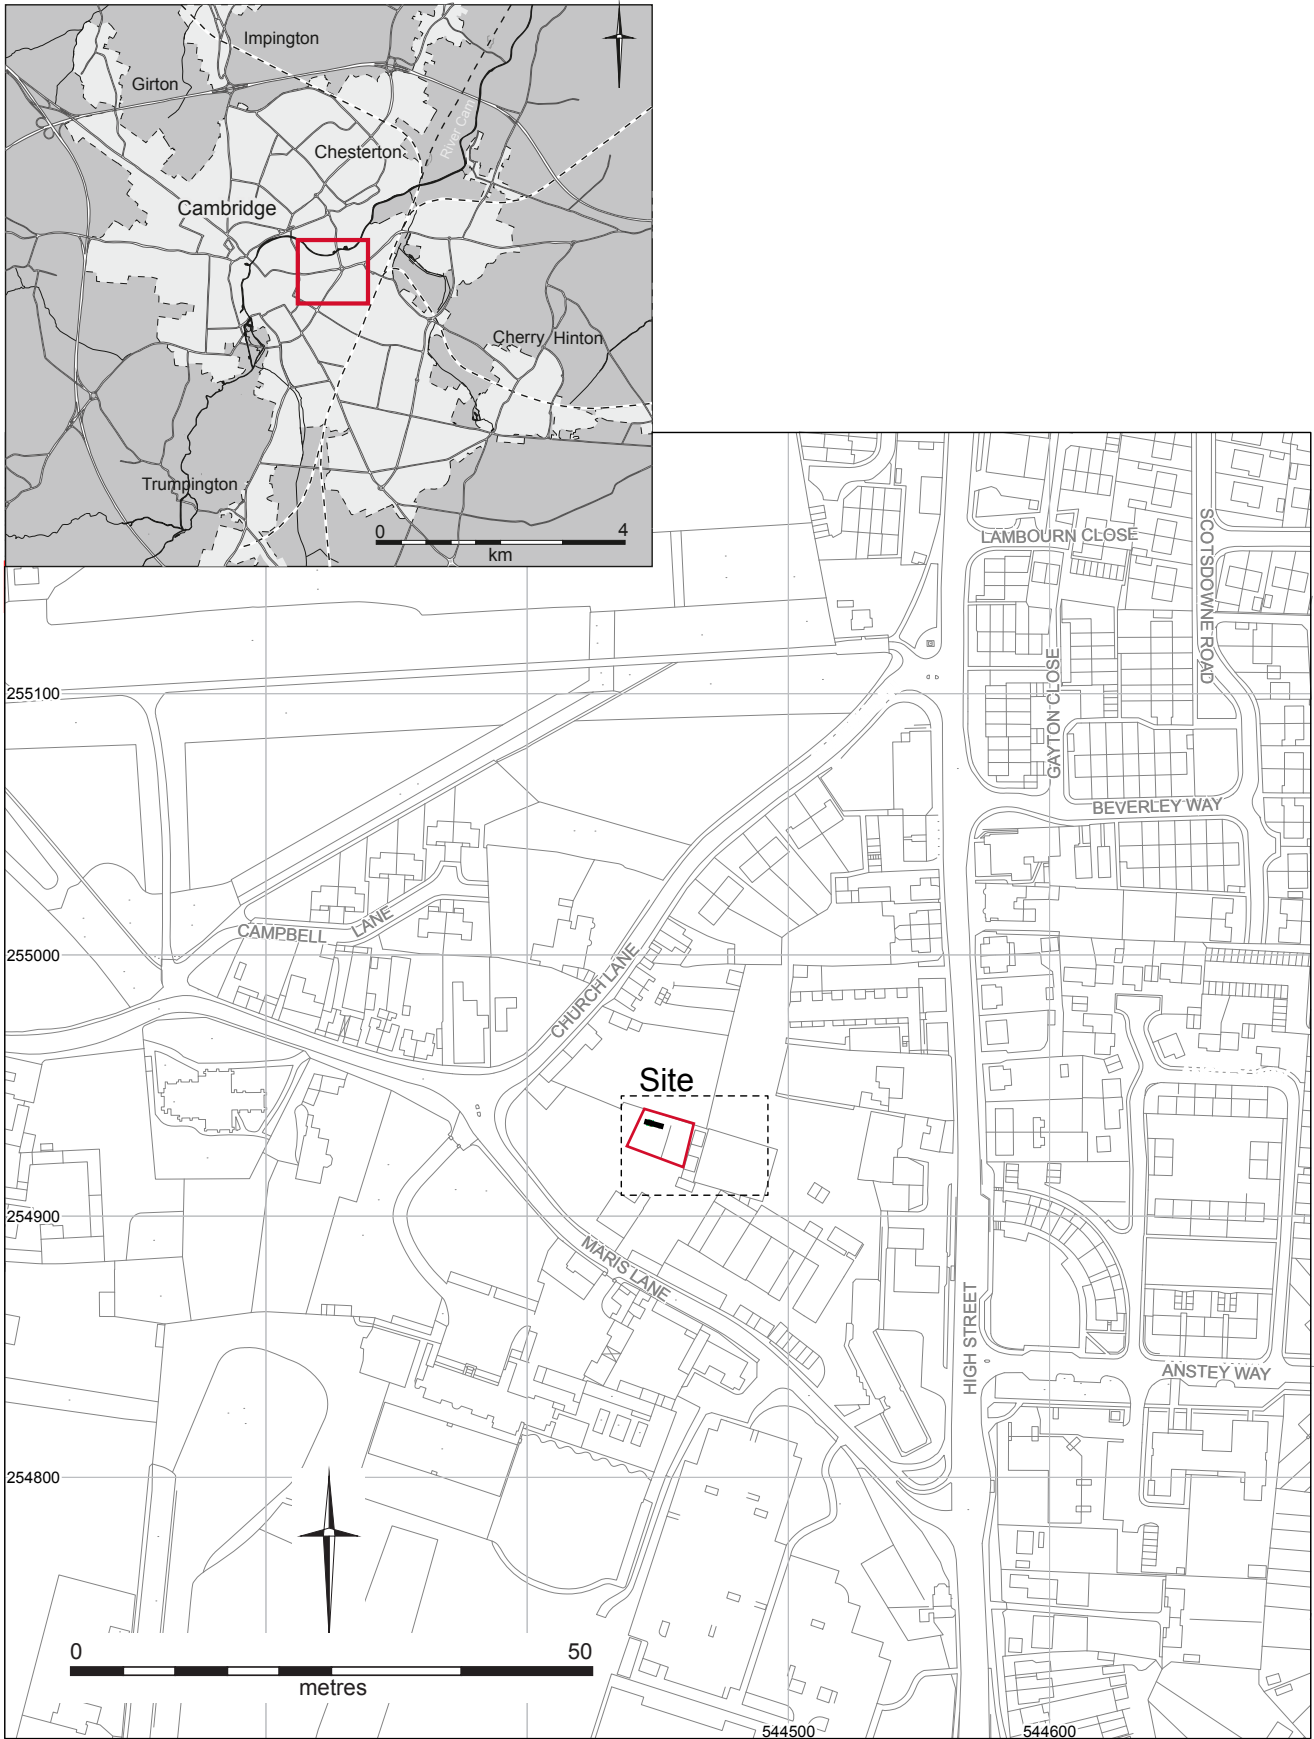 Impington
Girton
River Cam
Chesterton
Cambridge
Cherry Hinton
Trumpington
0 4
km
LAMBOURN CLOSE
SCOTSDOWNE ROAD
GAYTON CLOSE
255100
BEVERLEY WAY
CAMPBELL LANE
255000
CHURCH LANE
Site
254900
MARIS LANE
HIGH STREET
ANSTEY WAY
254800
0 50
metres
544500 544600